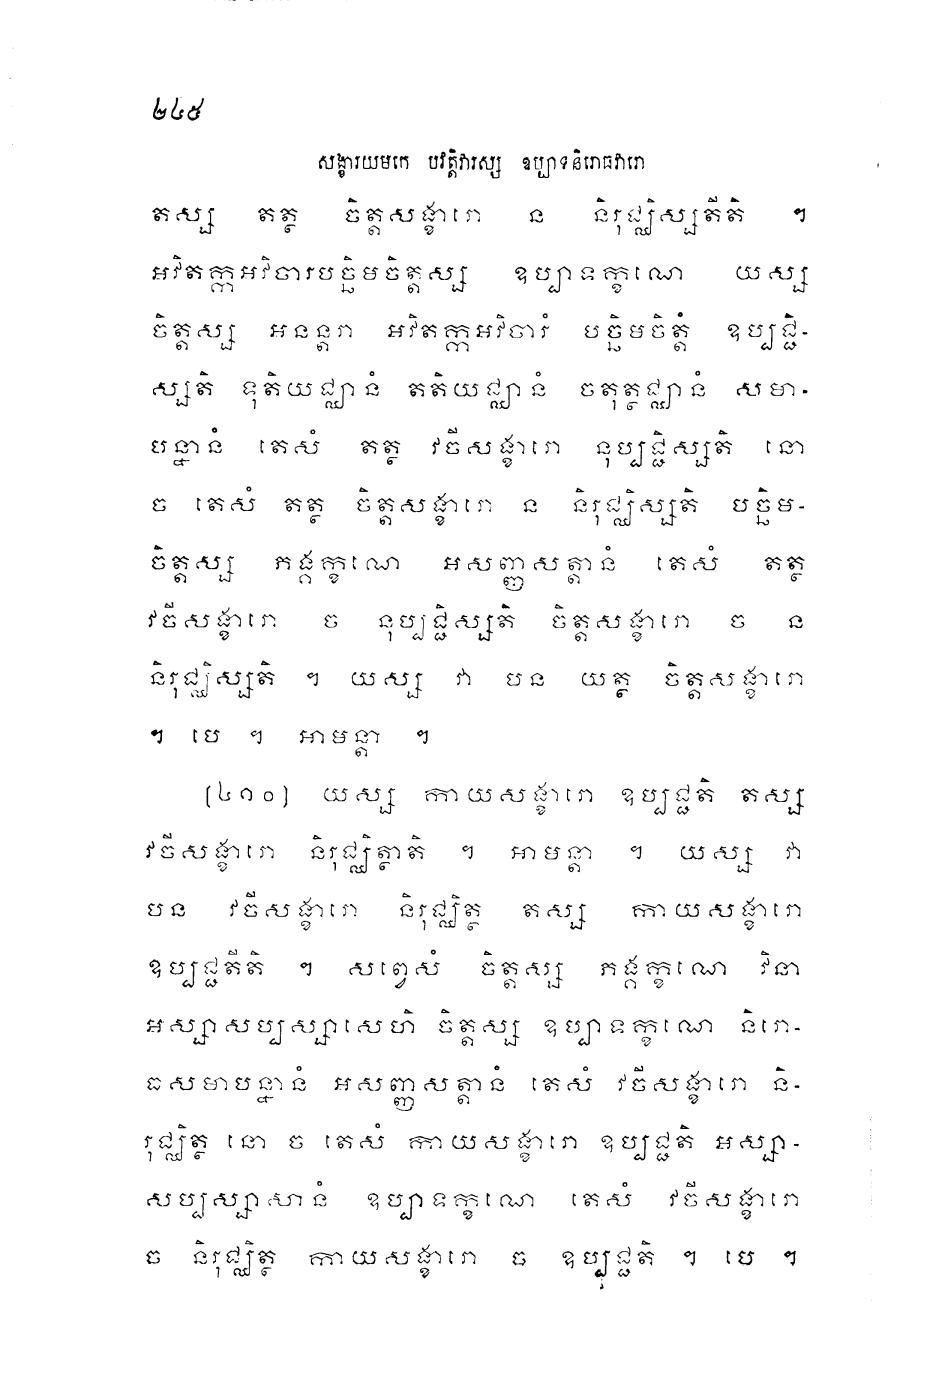 ២៤៥
សង្ខារយមកេ បវត្តិវារស្ស ឧប្បាទនិរោធវារោ
តស្ស តត្ថ ចិត្តសង្ខារោ ន និរុជ្ឈិស្សតីតិ ។
អវិតក្កអវិចារបច្ឆិមចិត្តស្ស ឧប្បាទក្ខណេ យស្ស
ចិត្តស្ស អនន្តរា អវិតក្កអវិចារំ បច្ឆិមចិត្តំ ឧប្បជ្ជិ-
ស្សតិ ទុតិយជ្ឈានំ តតិយជ្ឈានំ ចតុត្ថជ្ឈានំ សមា-
បន្នានំ តេសំ តត្ថ វចីសង្ខារោ នុប្បជ្ជិស្សតិ នោ
ច តេសំ តត្ថ ចិត្តសង្ខារោ ន និរុជ្ឈិស្សតិ បច្ឆិម-
ចិត្តស្ស ភង្គក្ខណេ អសញ្ញសត្តានំ តេសំ តត្ថ
វចីសង្ខារោ ច នុប្បជ្ជិស្សតិ ចិត្តសង្ខារោ ច ន
និរុជ្ឈិស្សតិ ។ យស្ស វា បន យត្ថ ចិត្តសង្ខារោ
។ បេ ។ អាមន្តា ។
(៤១០) យស្ស កាយសង្ខារោ ឧប្បជ្ជតិ តស្ស
វចីសង្ខារោ និរុជ្ឈិត្ថាតិ ។ អាមន្តា ។ យស្ស វា
បន វចីសង្ខារោ និរុជ្ឈិត្ថ តស្ស កាយសង្ខារោ
ឧប្បជ្ជតីតិ ។ សព្វេសំ ចិត្តស្ស ភង្គក្ខណេ វិនា
អស្សាសប្បស្សាសេហិ ចិត្តស្ស ឧប្បាទក្ខណេ និរោ-
ធសមាបន្នានំ អសញ្ញសត្តានំ តេសំ វចីសង្ខារោ និ-
រុជ្ឈិត្ថ នោ ច តេសំ កាយសង្ខារោ ឧប្បជ្ជតិ អស្សា-
សប្បស្សាសានំ ឧប្បាទក្ខណេ តេសំ វចីសង្ខារោ
ច និរុជ្ឈិត្ថ កាយសង្ខារោ ច ឧប្បជ្ជតិ ។ បេ ។